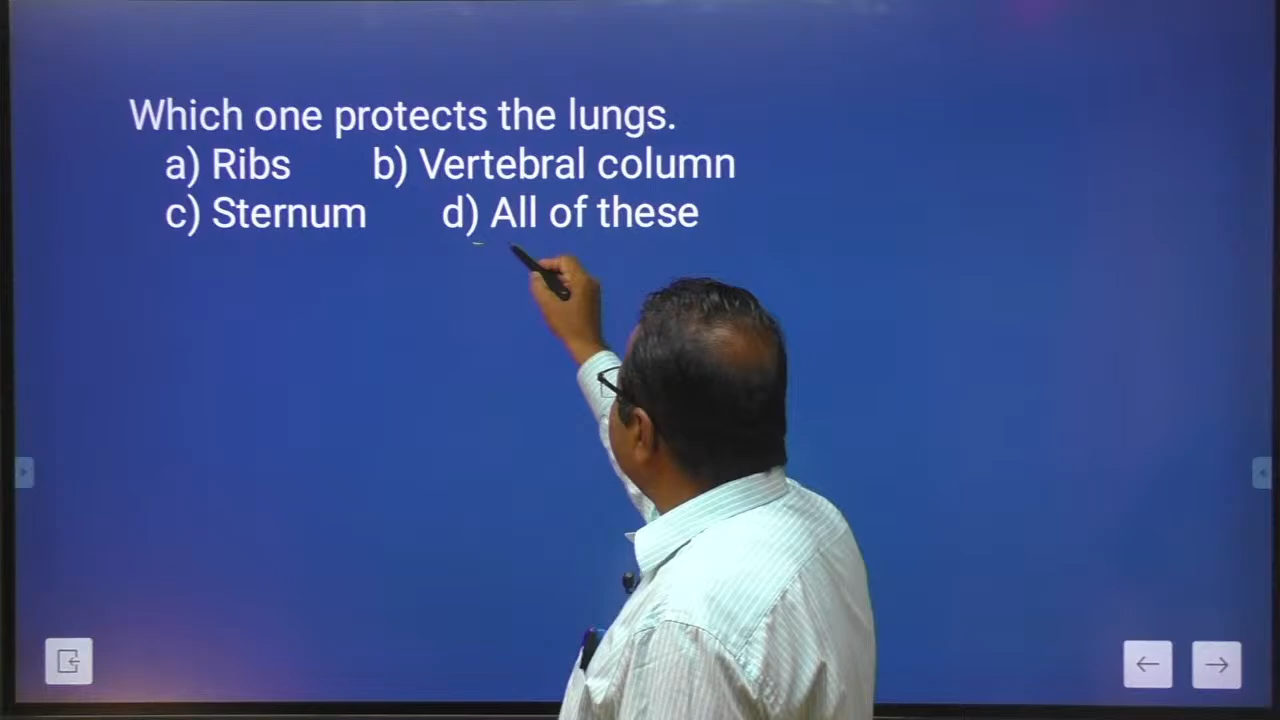 Which one protects the lungs.
a) Ribs b) Vertebral column
c) Sternum d) All of these